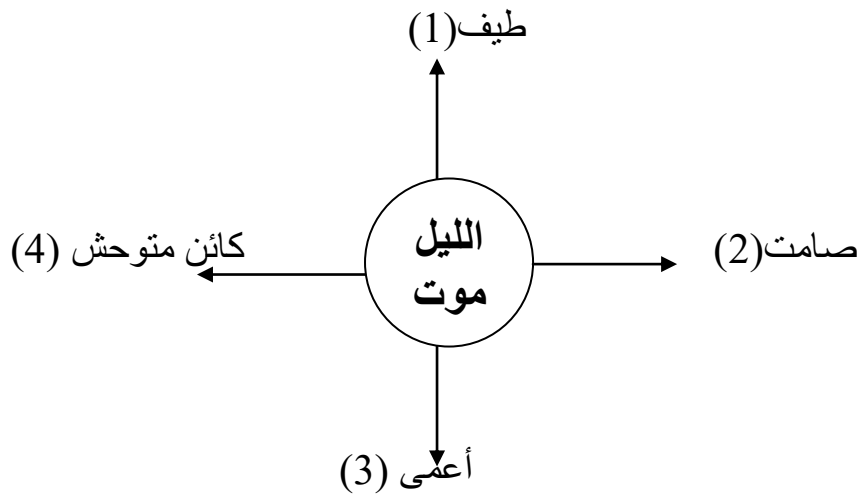 طيف(1)
الليل
موت
صامت(2)
كائن متوحش (4)
أعمى (3)